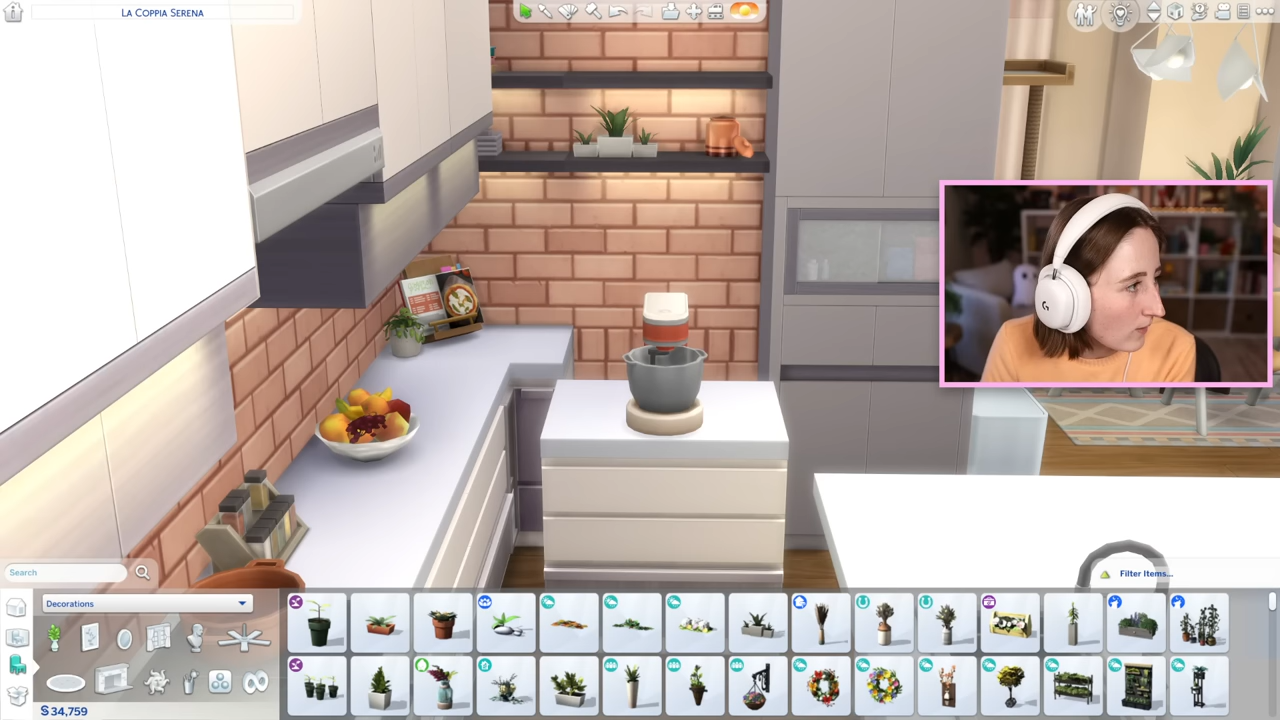 La Coppia Serena
Search
Filter Items...
Decorations
§34,759